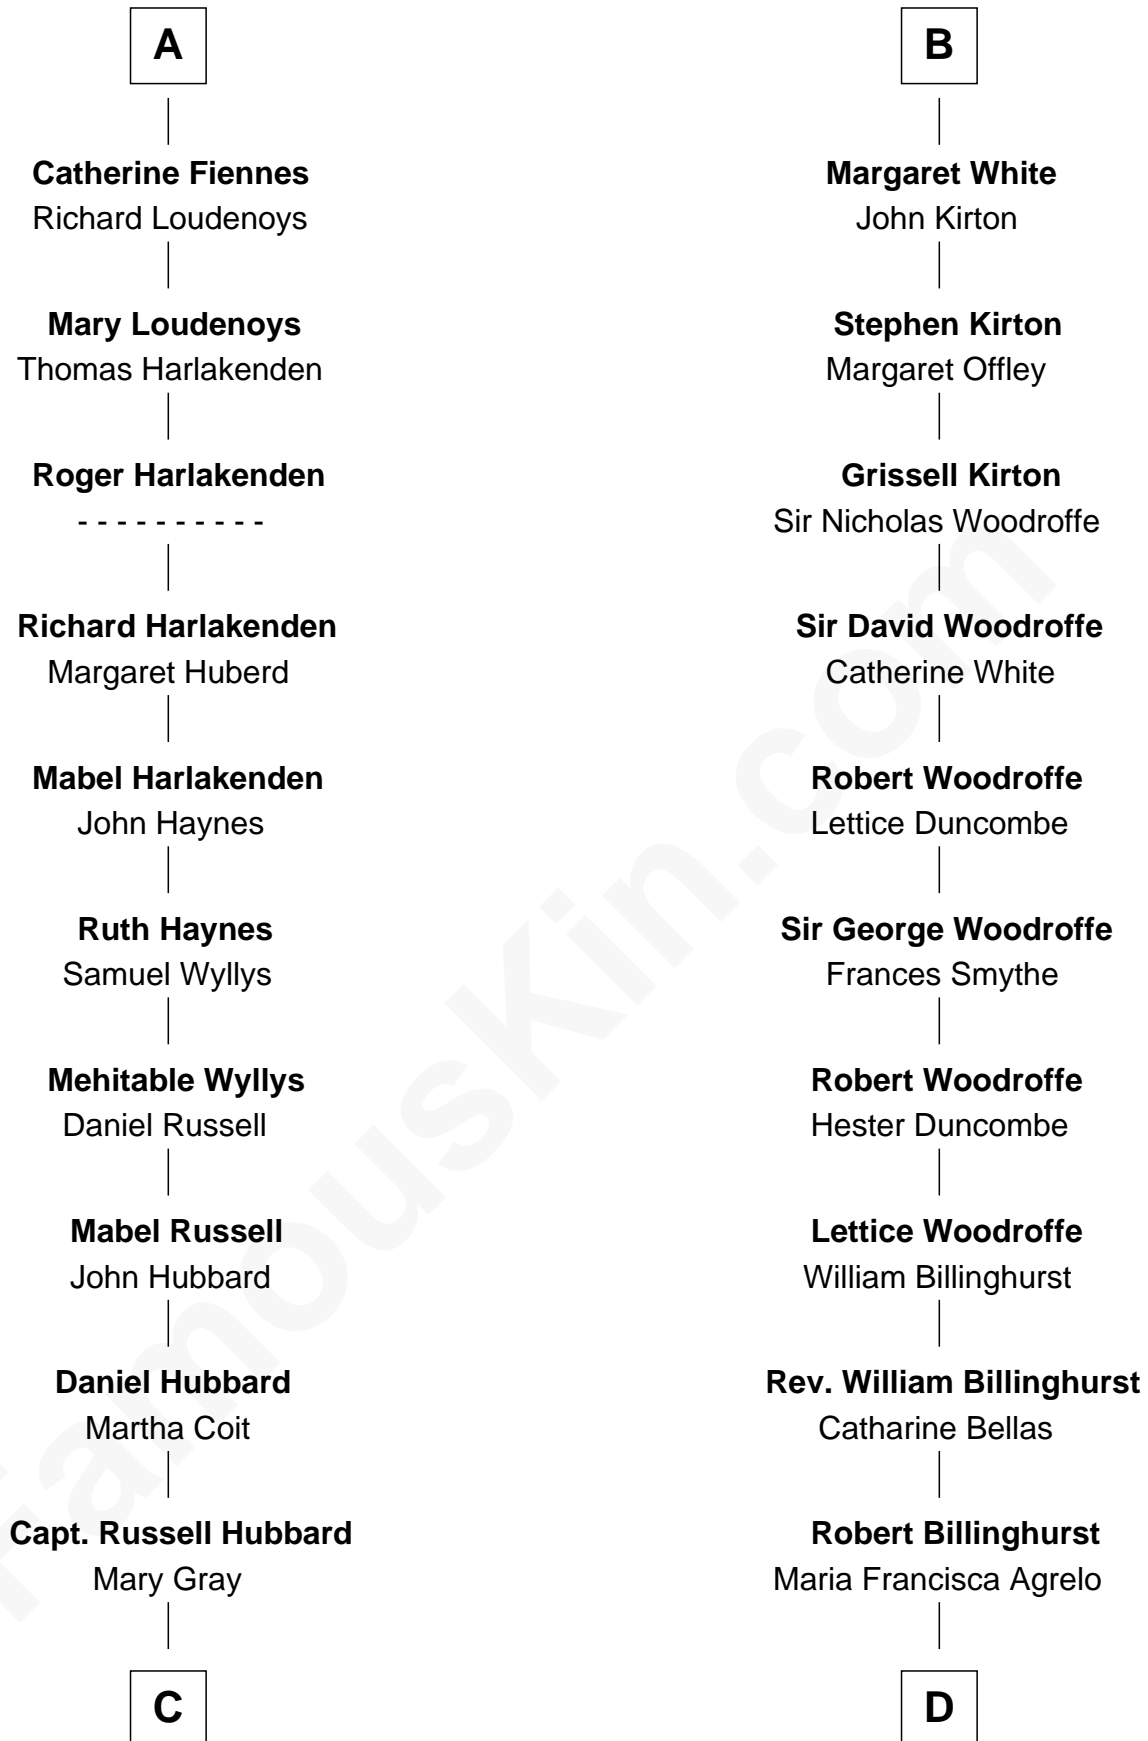 A
Catherine Fiennes
Richard Loudenoys
Mary Loudenoys
Thomas Harlakenden
Roger Harlakenden
- - - - - - - - - -
Richard Harlakenden
Margaret Huberd
Mabel Harlakenden
John Haynes
Ruth Haynes
Samuel Wyllys
Mehitable Wyllys
Daniel Russell
Mabel Russell
John Hubbard
Daniel Hubbard
Martha Coit
Capt. Russell Hubbard
Mary Gray
C
B
Margaret White
John Kirton
Stephen Kirton
Margaret Offley
Grissell Kirton
Sir Nicholas Woodroffe
Sir David Woodroffe
Catherine White
Robert Woodroffe
Lettice Duncombe
Sir George Woodroffe
Frances Smythe
Robert Woodroffe
Hester Duncombe
Lettice Woodroffe
William Billinghurst
Rev. William Billinghurst
Catharine Bellas
Robert Billinghurst
Maria Francisca Agrelo
D
FamousKin.com